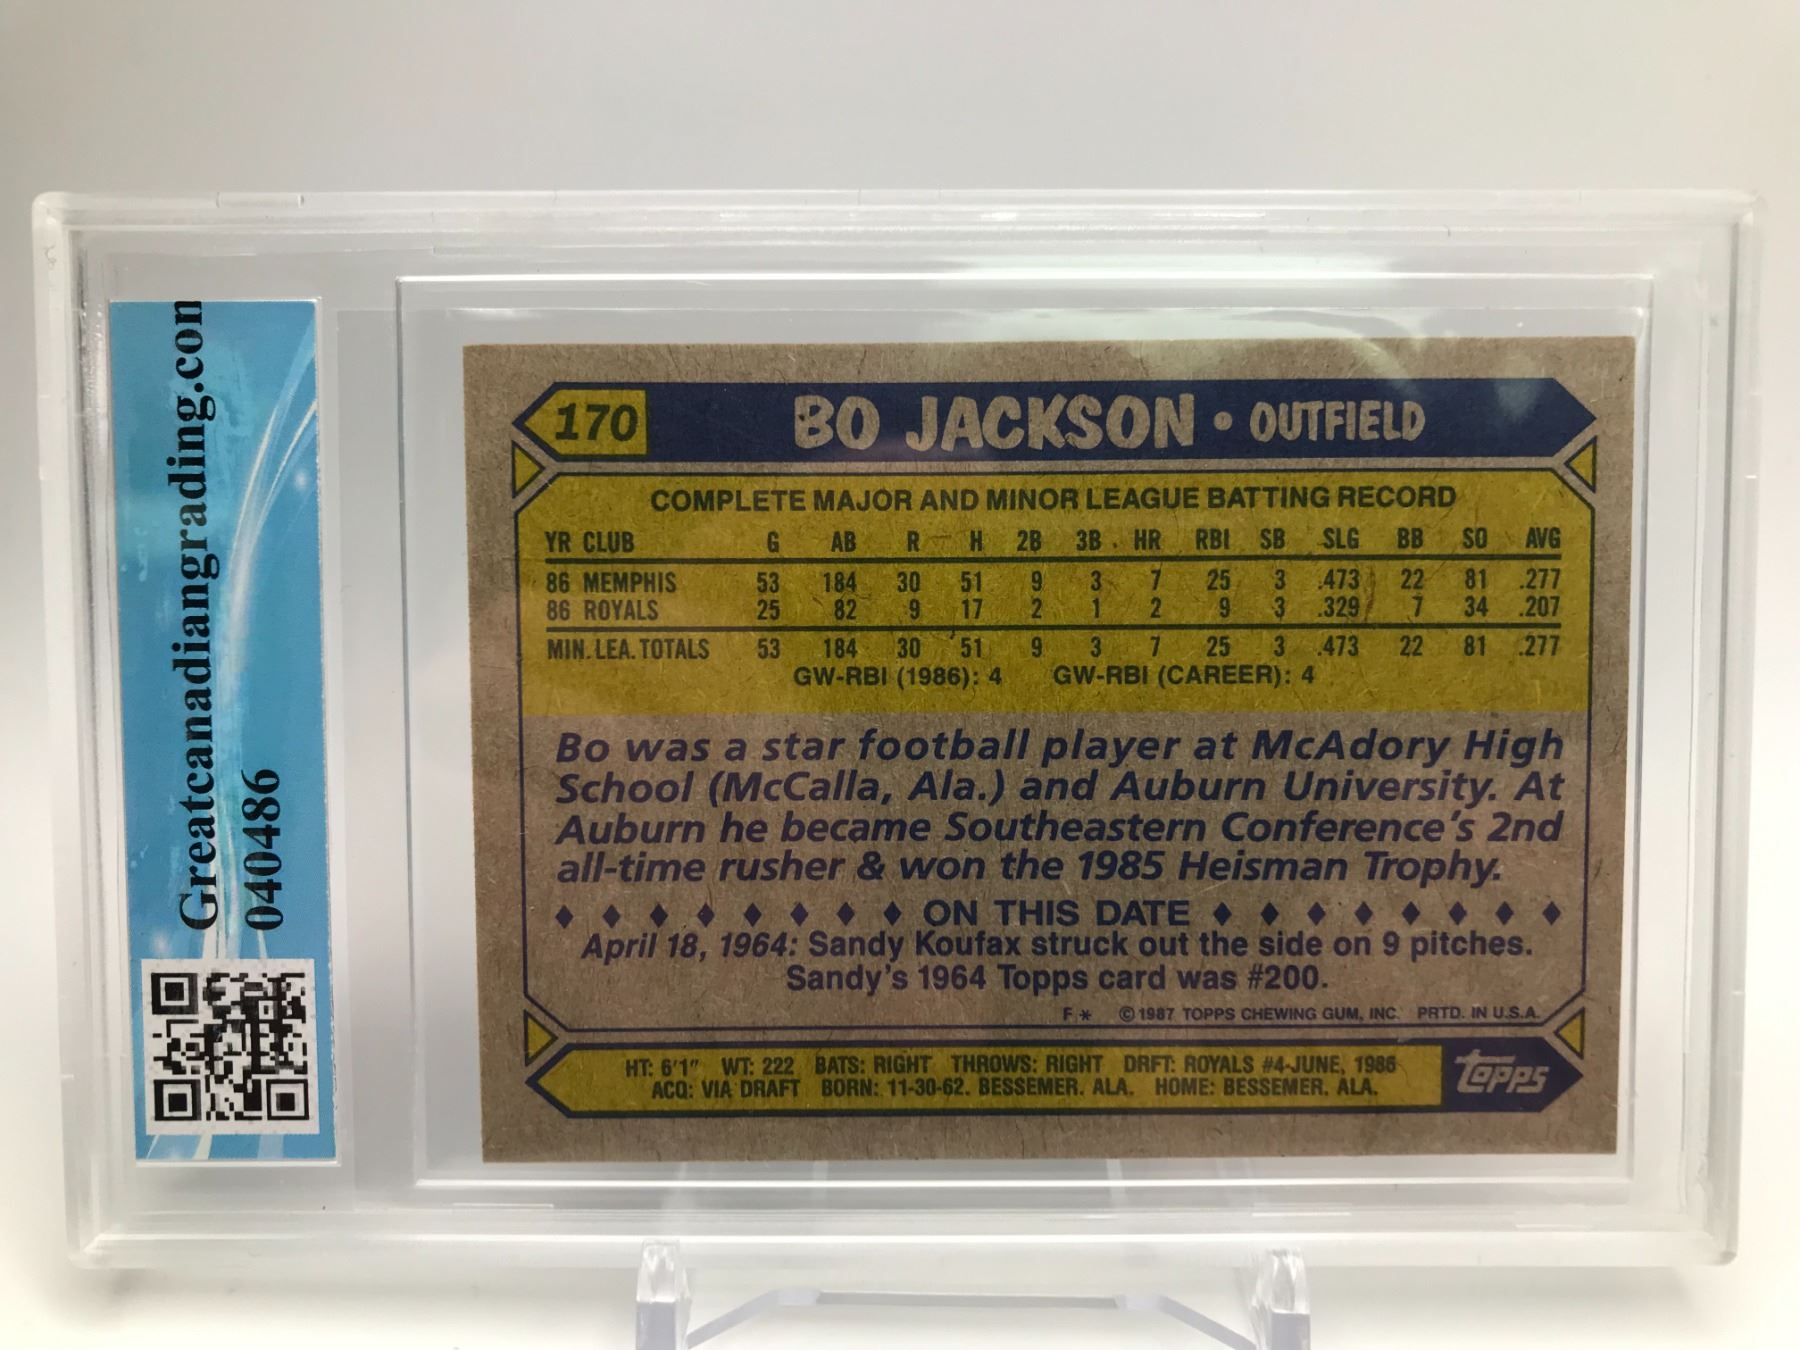 Greatcanadiangrading.con
040486
170 BO JACKSON • OUTFIELD
COMPLETE MAJOR AND MINOR LEAGUE BATTING RECORD
YR CLUB G AB R H 2B 3B HR RBI SB SLG BB SO AVG
86 MEMPHIS 53 184 30 51 9 3 7 25 3 .473 22 81 .277
86 ROYALS 25 82 9 17 2 1 2 9 3 .329 7 34 .207
MIN. LEA. TOTALS 53 184 30 51 9 3 7 25 3 .473 22 81 .277
GW-RBI (1986): 4 GW-RBI (CAREER): 4
Bo was a star football player at McAdory High
School (McCalla, Ala.) and Auburn University. At
Auburn he became Southeastern Conference's 2nd
all-time rusher & won the 1985 Heisman Trophy.
♦ ♦ ♦ ♦ ♦ ♦ ♦ ♦ ON THIS DATE ♦ ♦ ♦ ♦ ♦ ♦ ♦ ♦
April 18, 1964: Sandy Koufax struck out the side on 9 pitches.
Sandy's 1964 Topps card was #200.
F * © 1987 TOPPS CHEWING GUM, INC. PRTD. IN U.S.A.
HT: 6'1" WT: 222 BATS: RIGHT THROWS: RIGHT DRFT: ROYALS #4-JUNE, 1986
ACQ: VIA DRAFT BORN: 11-30-62, BESSEMER, ALA. HOME: BESSEMER, ALA.
topps